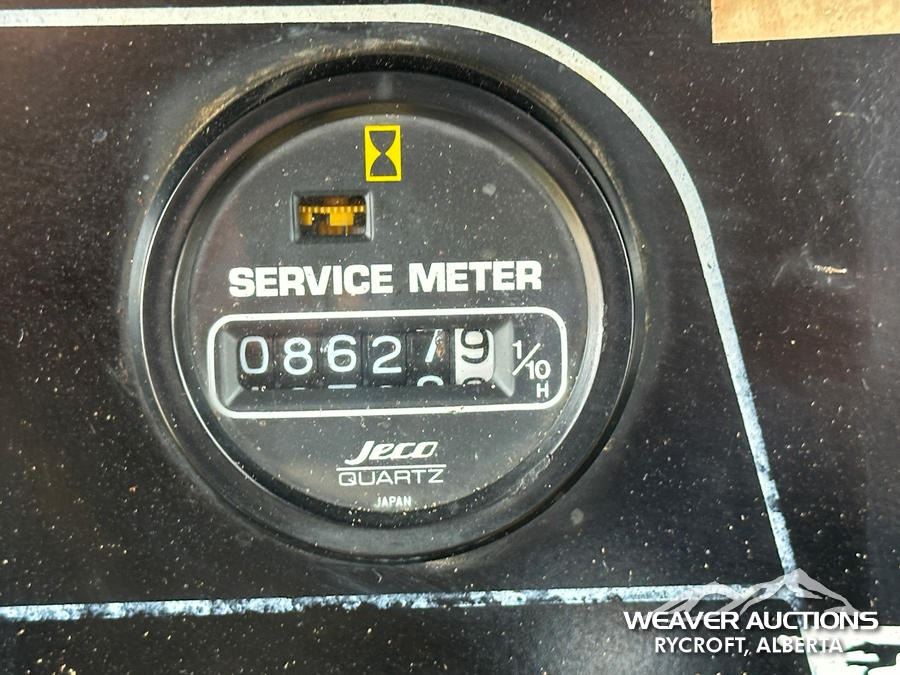 SERVICE METER
086279 1/10
H
Jeco
QUARTZ
JAPAN
WEAVER AUCTIONS
RYCROFT, ALBERTA